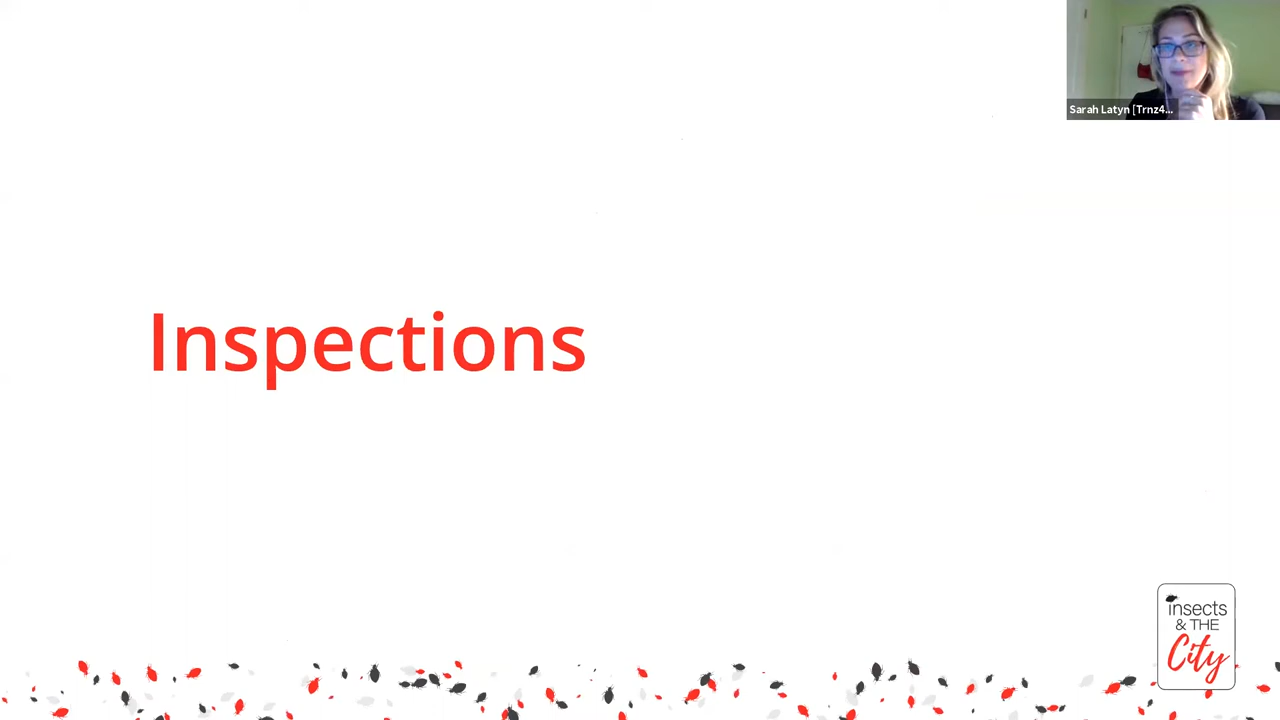 Sarah Latyn [Trnz4...
Inspections
insects
& THE
City